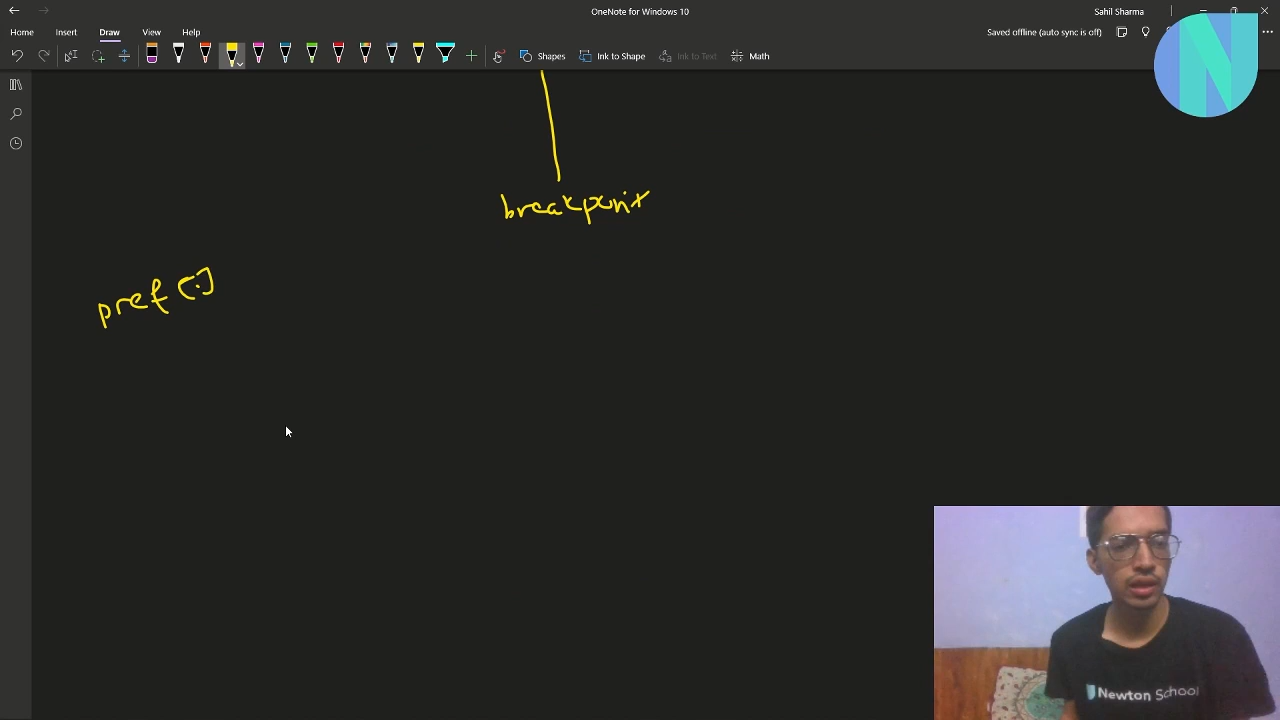 OneNote for Windows 10
Sahil Sharma
Home Insert Draw View Help
Saved offline (auto sync is off)
Shapes Ink to Shape Ink to Text Math
breakpoint
pref [i]
Newton School